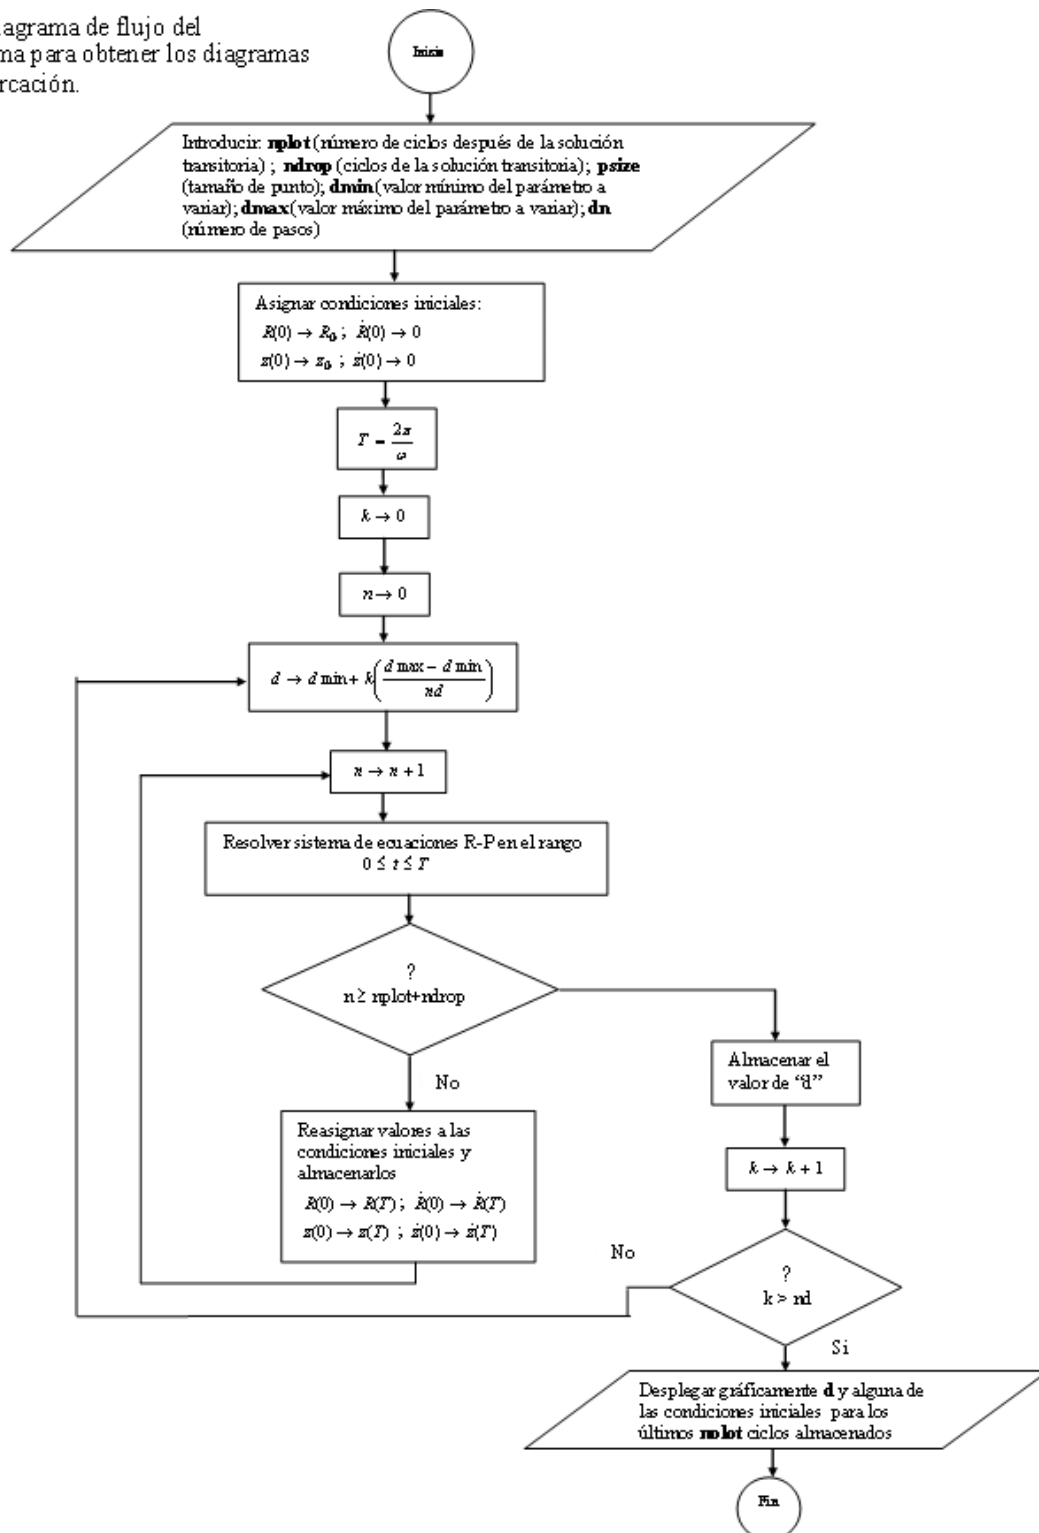 agrama de flujo del
ma para obtener los diagramas
rcación.
Inicio
Introducir: nplot (número de ciclos después de la solución
transitoria) ; ndrop (ciclos de la solución transitoria); psize
(tamaño de punto); dmin (valor mínimo del parámetro a
variar); dmax (valor máximo del parámetro a variar); dn
(número de pasos)
Asignar condiciones iniciales:
R(0) → R₀ ; Ṙ(0) → 0
z(0) → z₀ ; ż(0) → 0
T = 2π/ω
k → 0
n → 0
d → d min + k(d max − d min / nd)
n → n + 1
Resolver sistema de ecuaciones R-P en el rango
0 ≤ t ≤ T
?
n ≥ nplot+ndrop
No
Reasignar valores a las
condiciones iniciales y
almacenarlos
R(0) → R(T) ; Ṙ(0) → Ṙ(T)
z(0) → z(T) ; ż(0) → ż(T)
Almacenar el
valor de “d”
k → k + 1
No
?
k > nd
Si
Desplegar gráficamente d y alguna de
las condiciones iniciales para los
últimos nplot ciclos almacenados
Fin